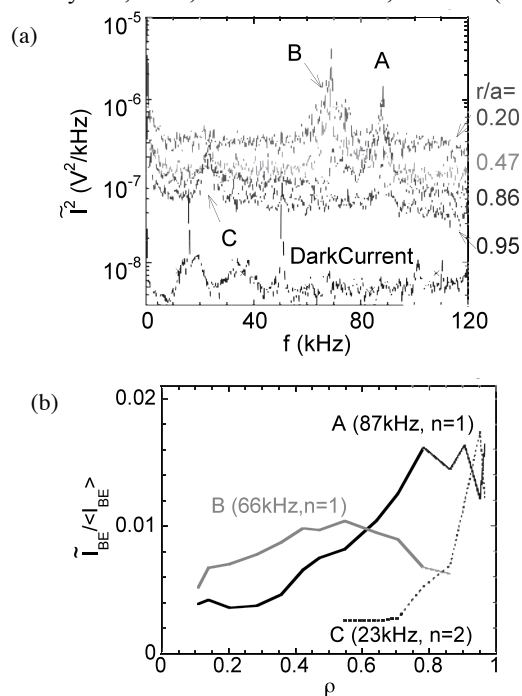 (a)
10⁻⁵
10⁻⁶
10⁻⁷
10⁻⁸
Ĩ² (V²/kHz)
B
A
C
DarkCurrent
r/a=
0.20
0.47
0.86
0.95
0 40 80 120
f (kHz)
(b)
0.02
0.01
0
Ĩ_BE/<I_BE>
A (87kHz, n=1)
B (66kHz,n=1)
C (23kHz, n=2)
0 0.2 0.4 0.6 0.8 1
ρ